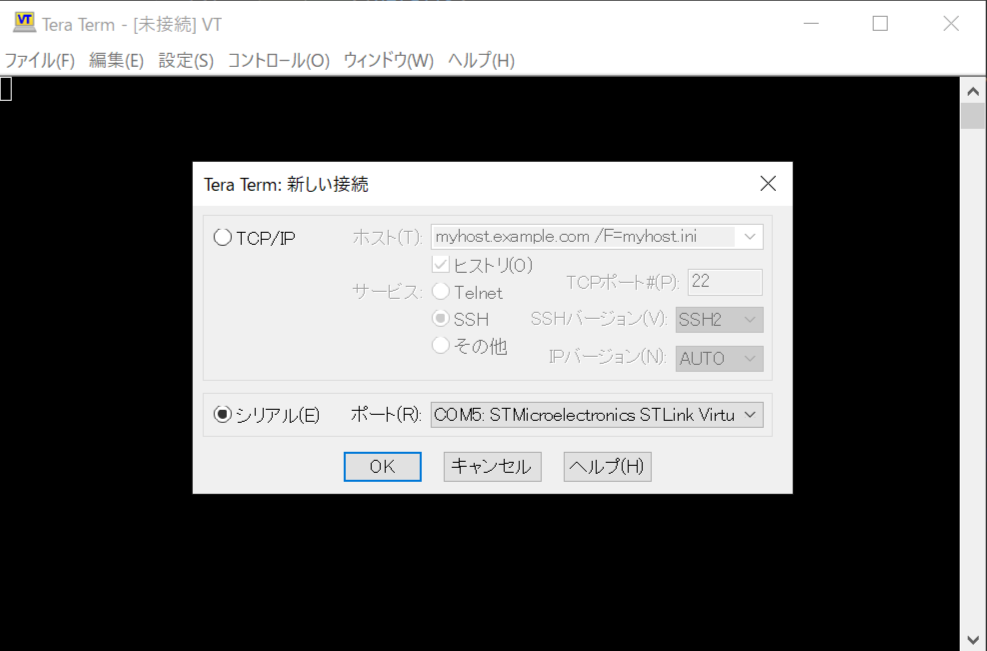 VT Tera Term - [未接続] VT
ファイル(F) 編集(E) 設定(S) コントロール(O) ウィンドウ(W) ヘルプ(H)
Tera Term: 新しい接続
TCP/IP ホスト(T): myhost.example.com /F=myhost.ini
ヒストリ(O)
サービス: Telnet TCPポート#(P): 22
SSH SSHバージョン(V): SSH2
その他 IPバージョン(N): AUTO
シリアル(E) ポート(R): COM5: STMicroelectronics STLink Virtu
OK キャンセル ヘルプ(H)